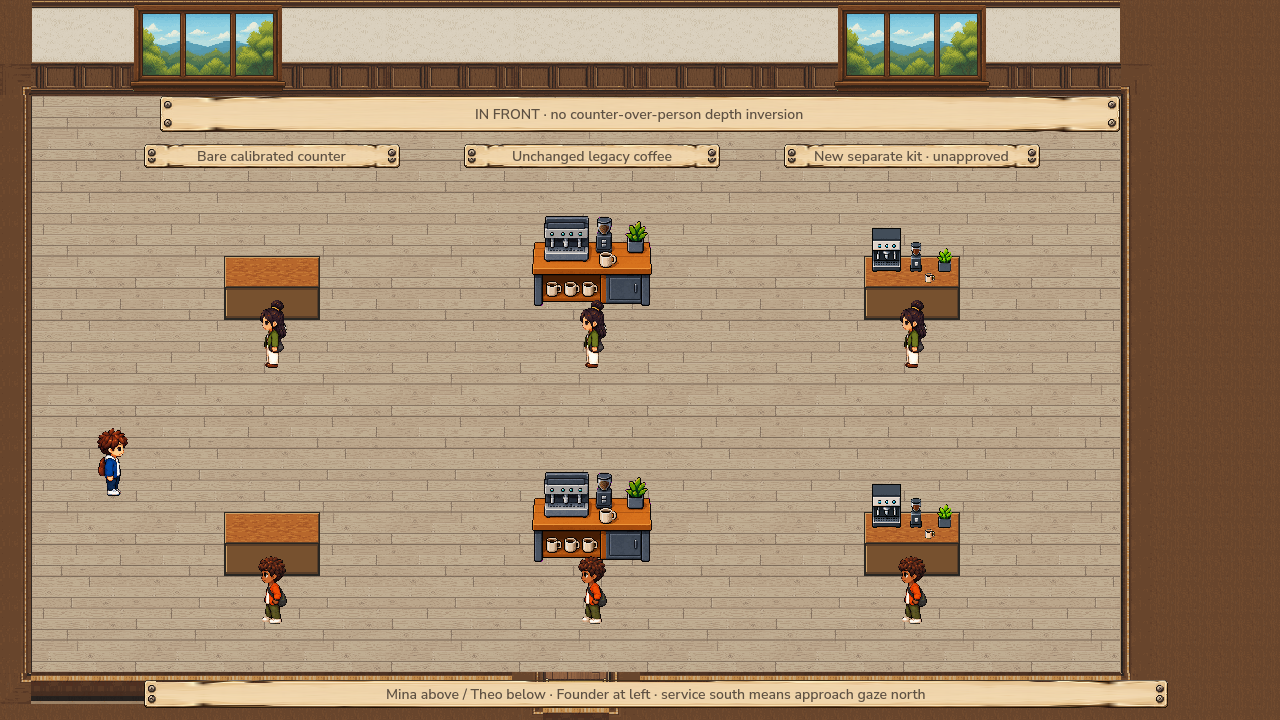 IN FRONT · no counter-over-person depth inversion
Bare calibrated counter
Unchanged legacy coffee
New separate kit · unapproved
Mina above / Theo below · Founder at left · service south means approach gaze north